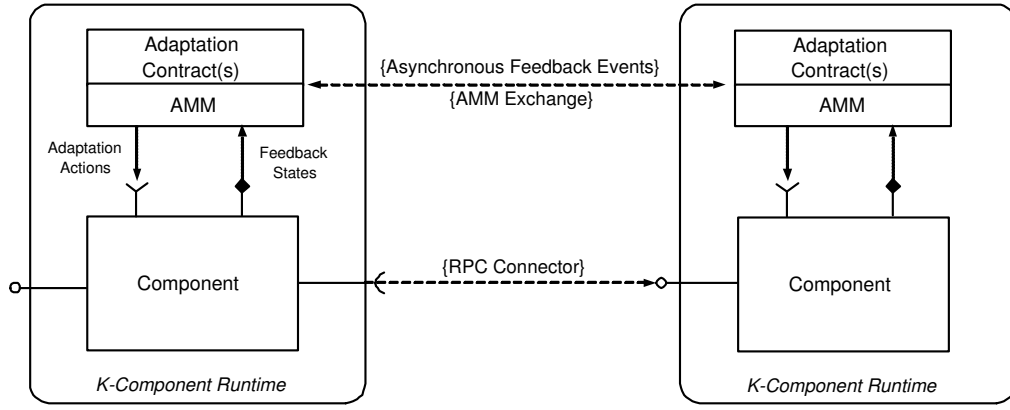 Adaptation
Contract(s)
AMM
Adaptation
Actions
Feedback
States
Component
K-Component Runtime
{Asynchronous Feedback Events}
{AMM Exchange}
{RPC Connector}
Adaptation
Contract(s)
AMM
Component
K-Component Runtime